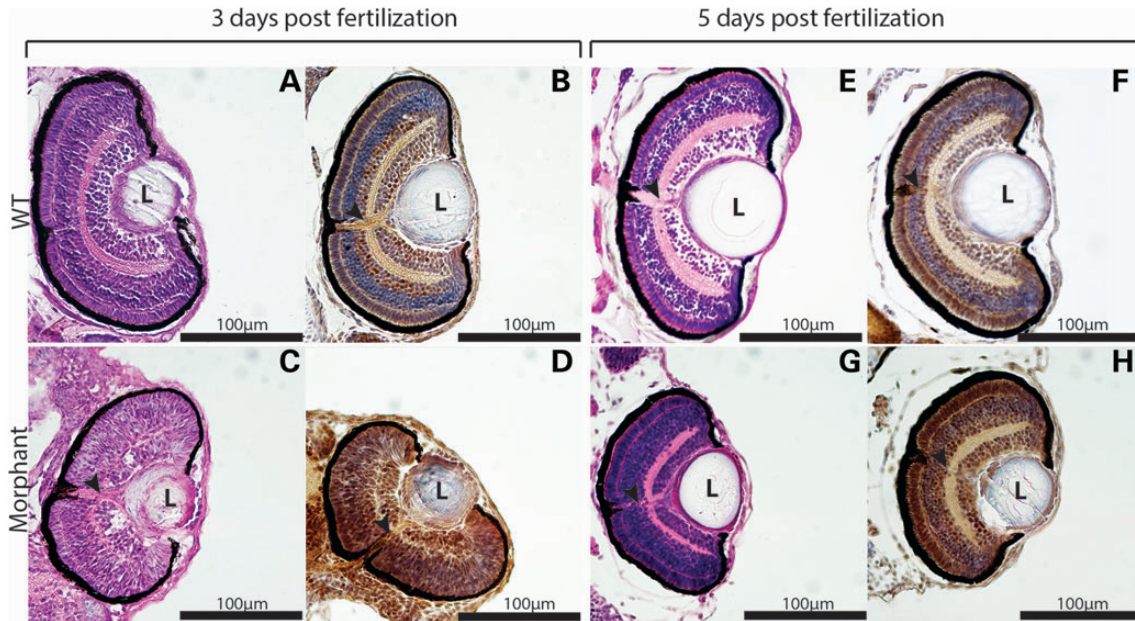 3 days post fertilization
5 days post fertilization
WT
A
L
100µm
B
L
100µm
E
L
100µm
F
L
100µm
Morphant
C
L
100µm
D
L
100µm
G
L
100µm
H
L
100µm